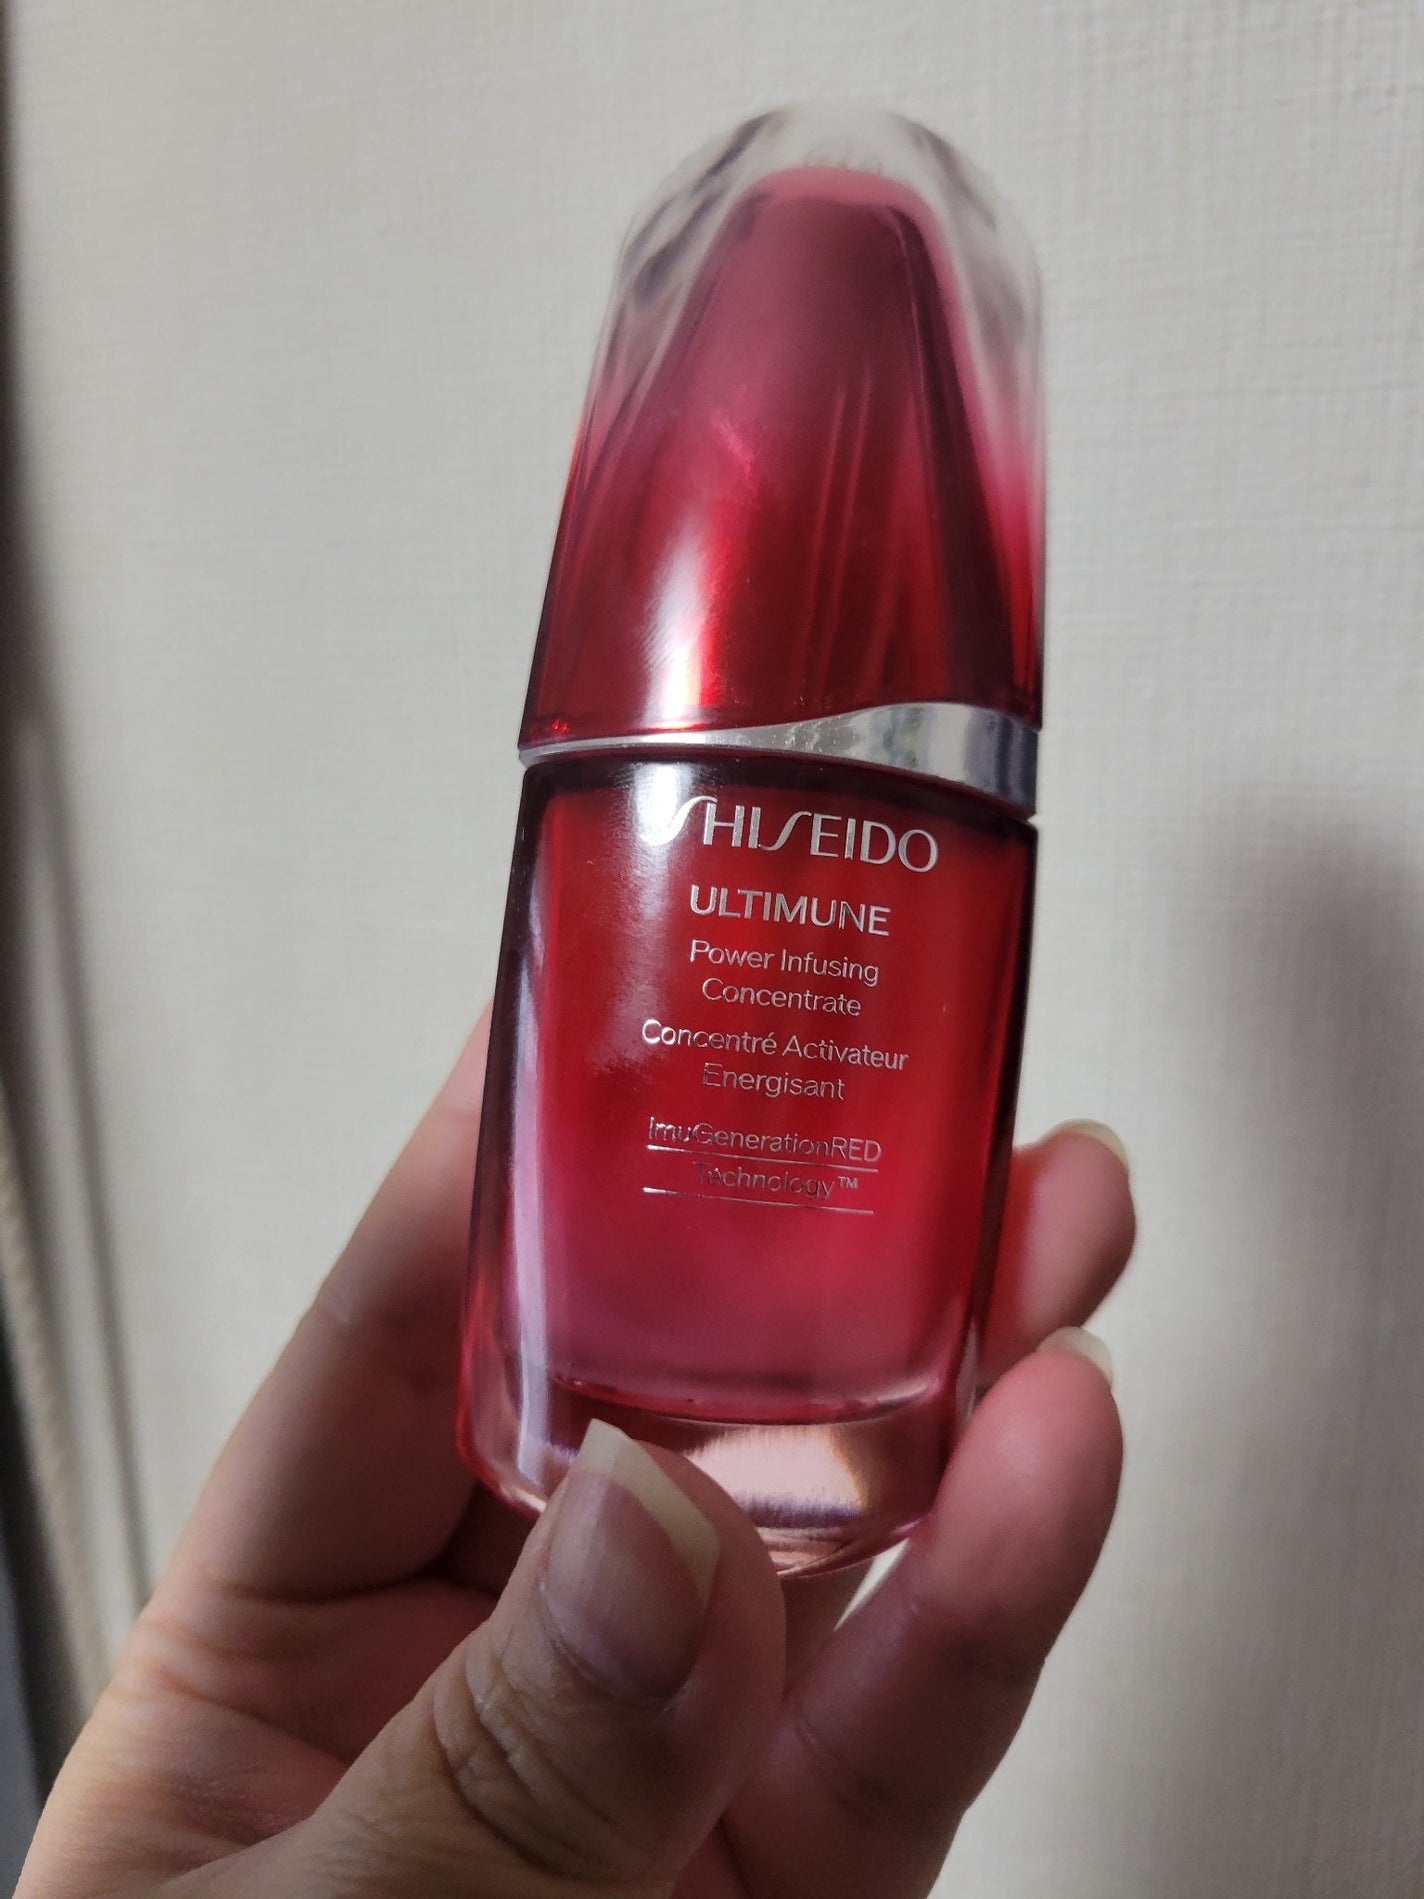 SHISEIDO
ULTIMUNE
Power Infusing
Concentrate
Concentré Activateur
Energisant
ImuGenerationRED
Technology™